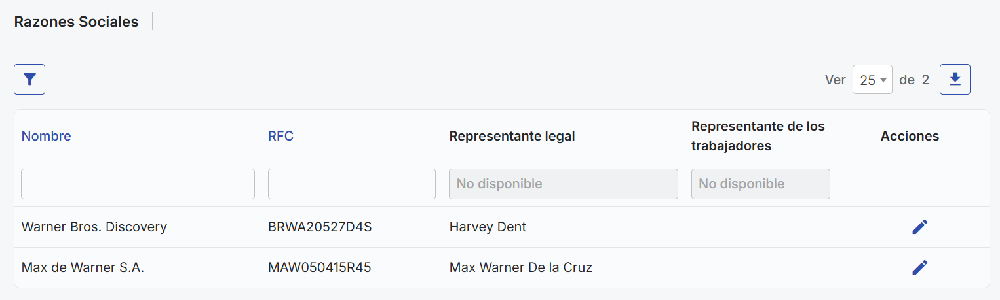 Razones Sociales
Ver 25 de 2
Nombre RFC Representante legal Representante de los trabajadores Acciones
No disponible No disponible
Warner Bros. Discovery BRWA20527D4S Harvey Dent
Max de Warner S.A. MAW050415R45 Max Warner De la Cruz